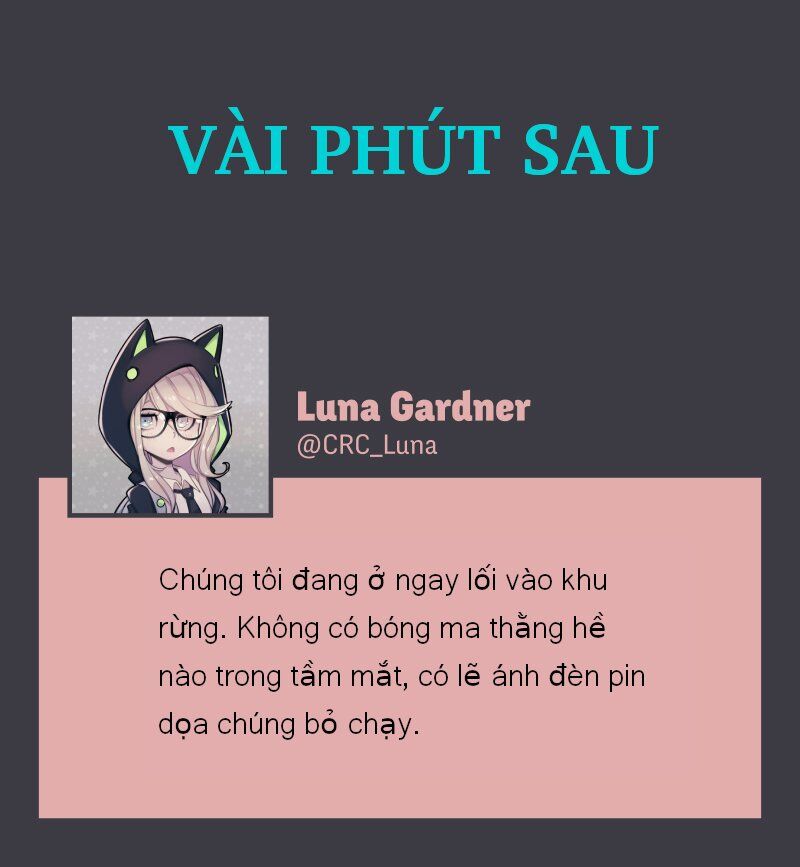 VÀI PHÚT SAU
Luna Gardner
@CRC_Luna
Chúng tôi đang ở ngay lối vào khu
rừng. Không có bóng ma thằng hề
nào trong tầm mắt, có lẽ ánh đèn pin
dọa chúng bỏ chạy.